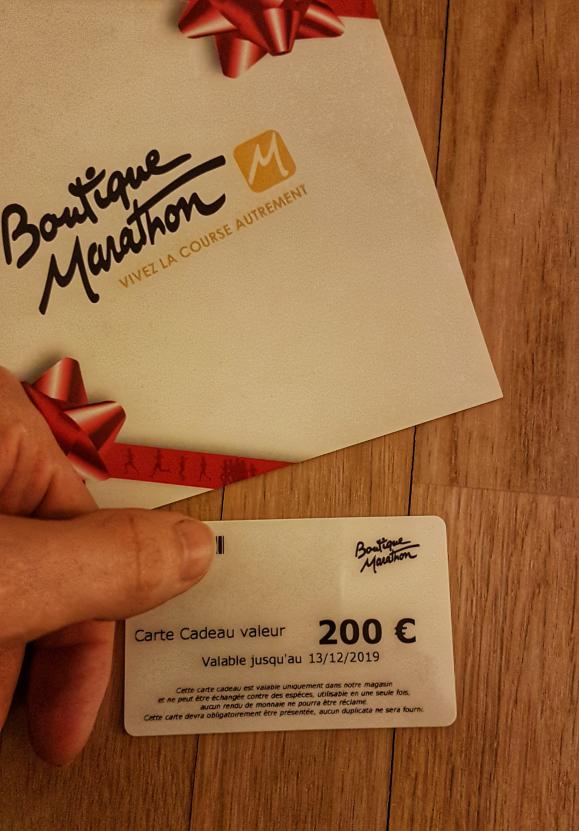 Boutique
Marathon
M
VIVEZ LA COURSE AUTREMENT
Boutique
Marathon
Carte Cadeau valeur 200 €
Valable jusqu'au 13/12/2019
Cette carte cadeau est valable uniquement dans notre magasin
et ne peut être échangée contre des espèces, utilisable en une seule fois,
aucun rendu de monnaie ne pourra être réclamé.
Cette carte devra obligatoirement être présentée, aucun duplicata ne sera fourni.